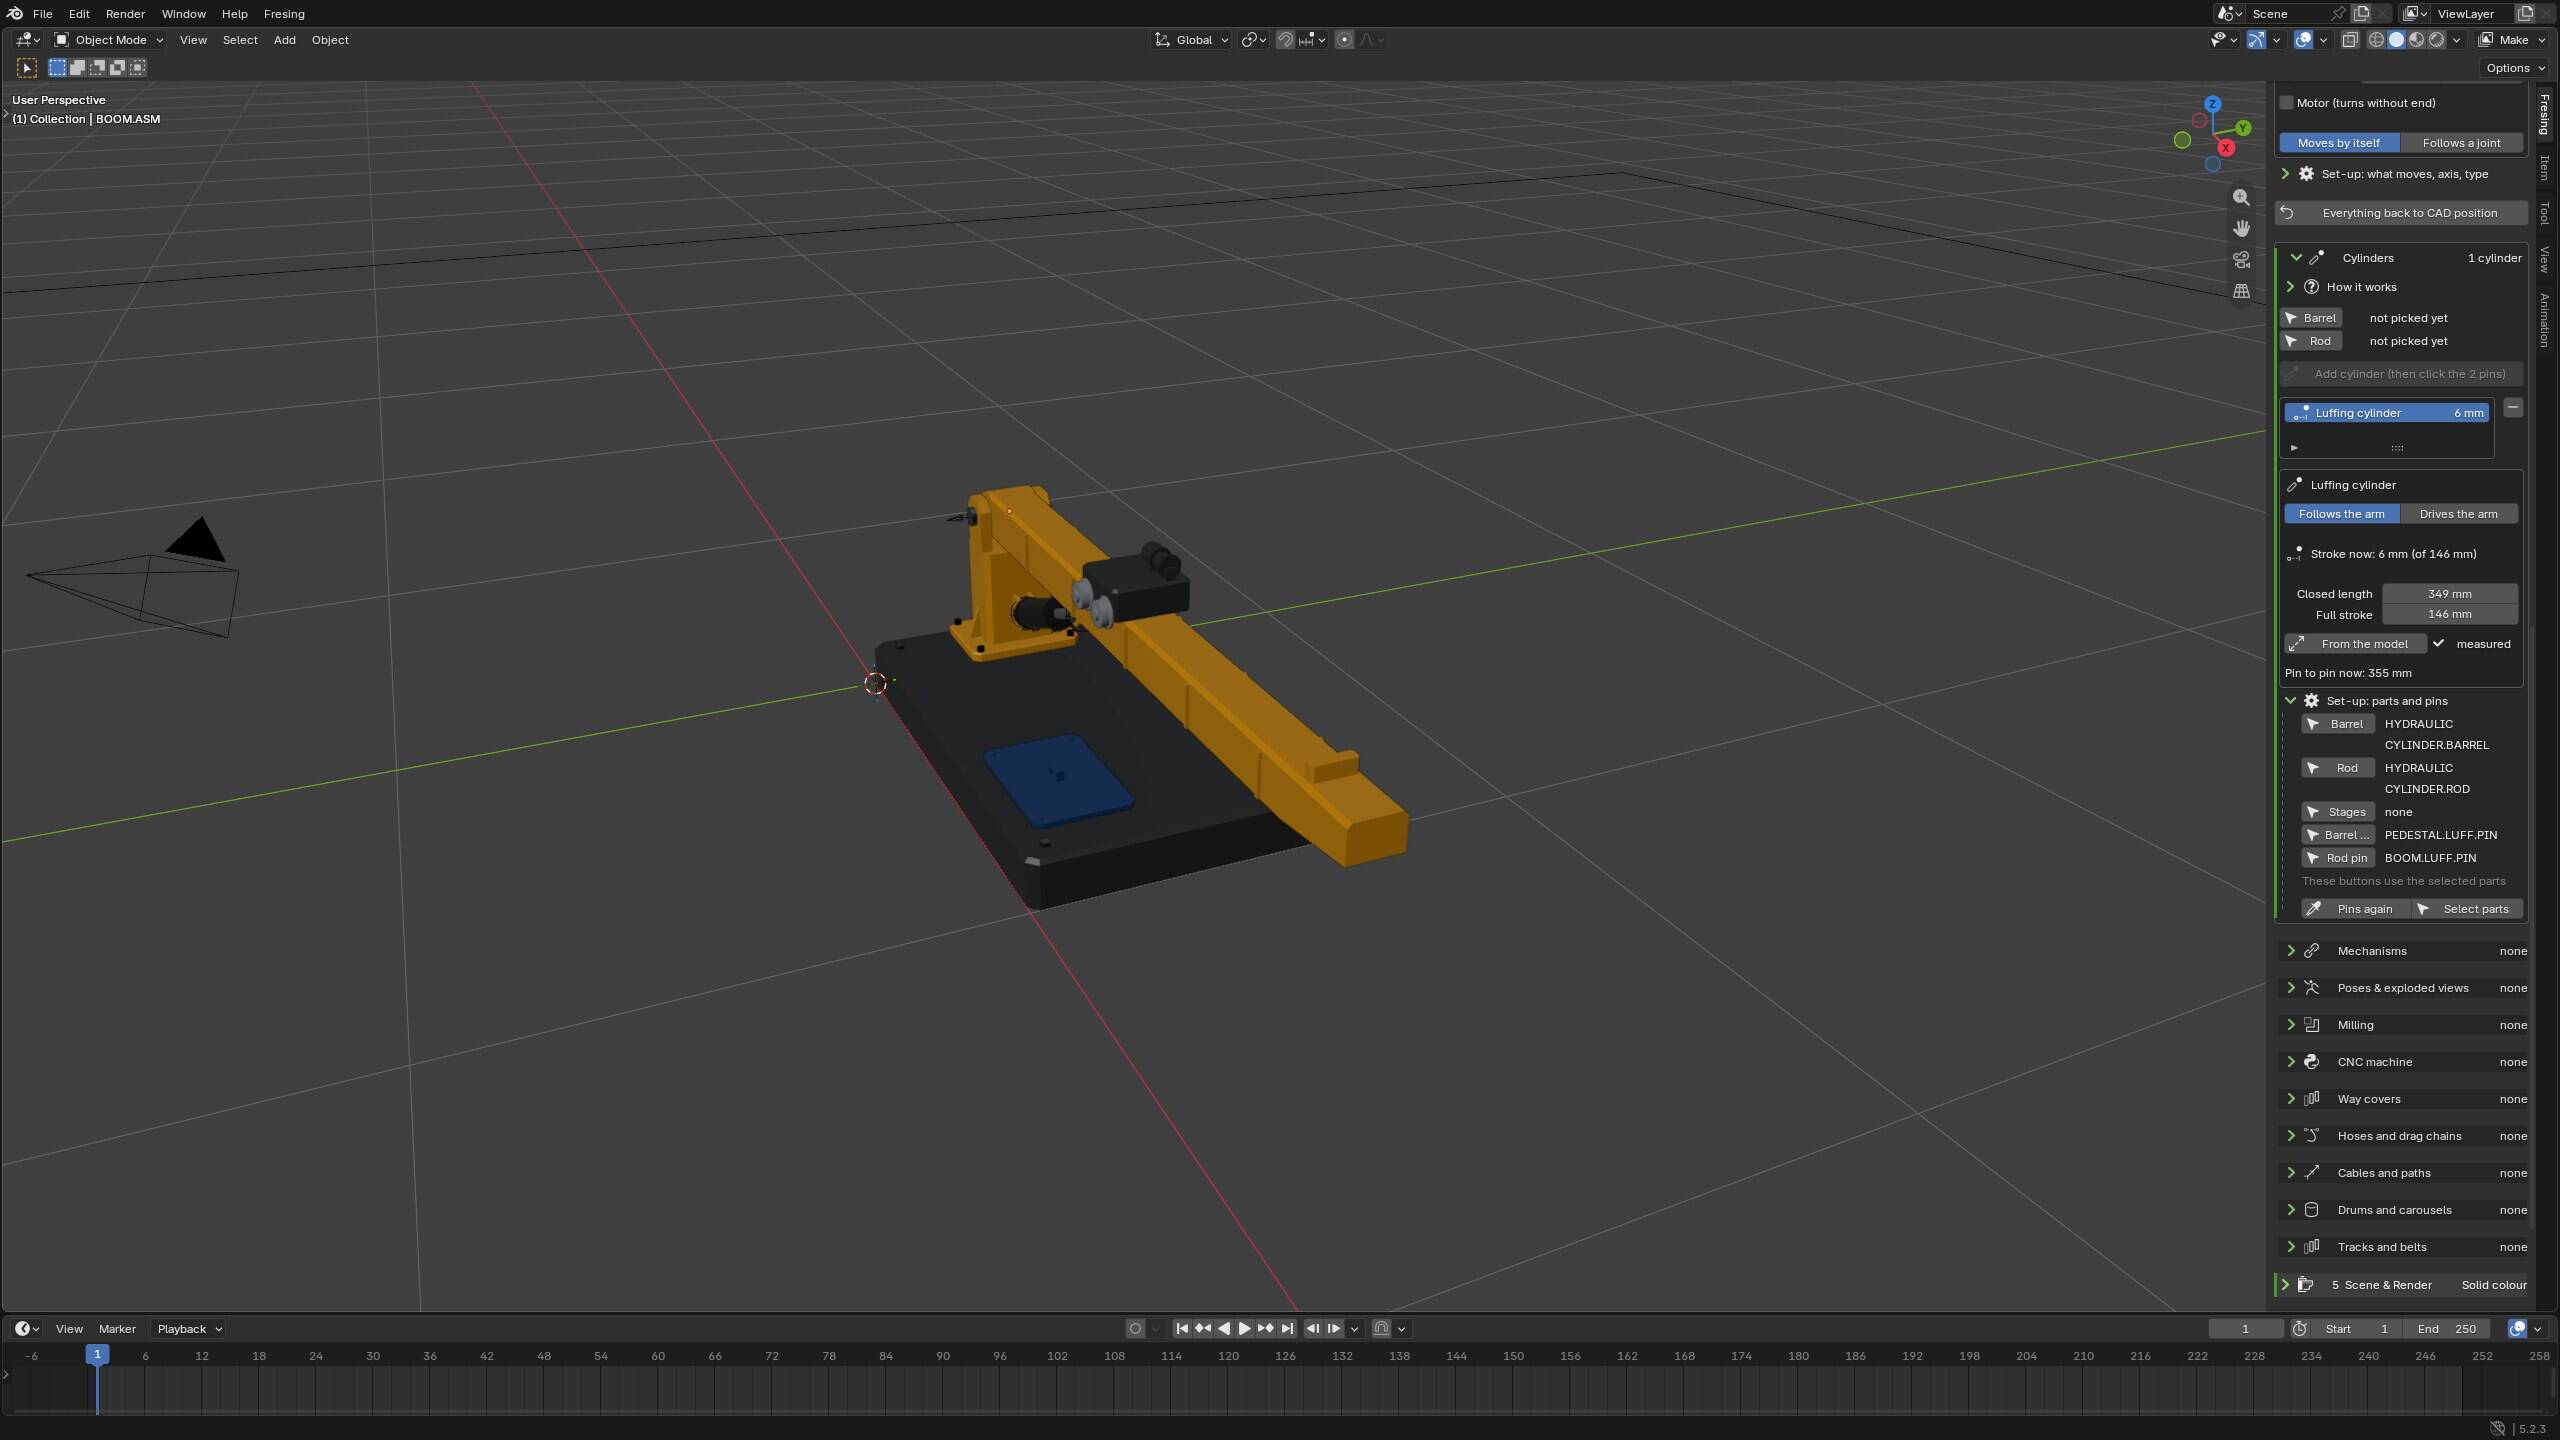 File Edit Render Window Help Fresing
Scene ViewLayer
Object Mode View Select Add Object
Global
Make
Options
User Perspective
(1) Collection | BOOM.ASM
Z
Y
X
Fresing
Item
Tool
View
Animation
Motor (turns without end)
Moves by itself Follows a joint
Set-up: what moves, axis, type
Everything back to CAD position
Cylinders 1 cylinder
How it works
Barrel not picked yet
Rod not picked yet
Add cylinder (then click the 2 pins)
Luffing cylinder 6 mm
Luffing cylinder
Follows the arm Drives the arm
Stroke now: 6 mm (of 146 mm)
Closed length 349 mm
Full stroke 146 mm
From the model measured
Pin to pin now: 355 mm
Set-up: parts and pins
Barrel HYDRAULIC
CYLINDER.BARREL
Rod HYDRAULIC
CYLINDER.ROD
Stages none
Barrel ... PEDESTAL.LUFF.PIN
Rod pin BOOM.LUFF.PIN
These buttons use the selected parts
Pins again Select parts
Mechanisms none
Poses & exploded views none
Milling none
CNC machine none
Way covers none
Hoses and drag chains none
Cables and paths none
Drums and carousels none
Tracks and belts none
5 Scene & Render Solid colour
View Marker Playback
1 Start 1 End 250
-6 1 6 12 18 24 30 36 42 48 54 60 66 72 78 84 90 96 102 108 114 120 126 132 138 144 150 156 162 168 174 180 186 192 198 204 210 216 222 228 234 240 246 252 258
5.2.3